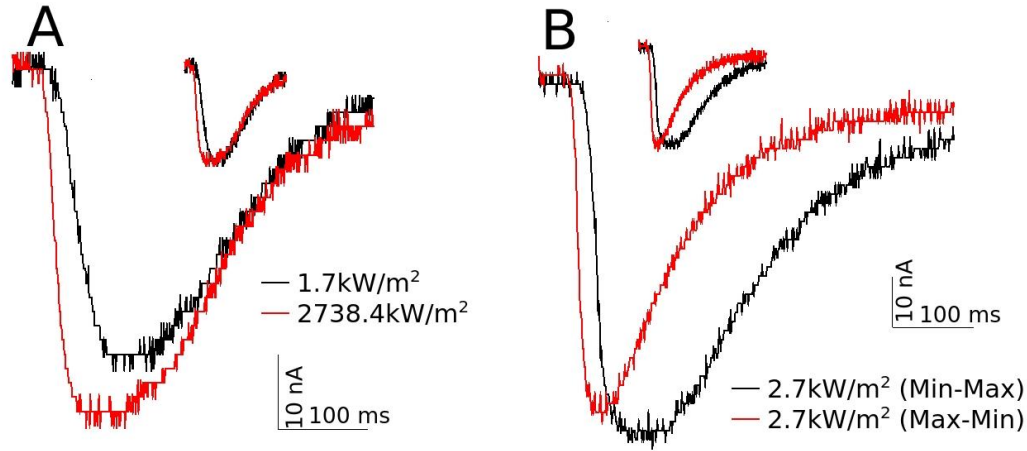 A
B
1.7kW/m²
2738.4kW/m²
10 nA
100 ms
10 nA
100 ms
2.7kW/m² (Min-Max)
2.7kW/m² (Max-Min)